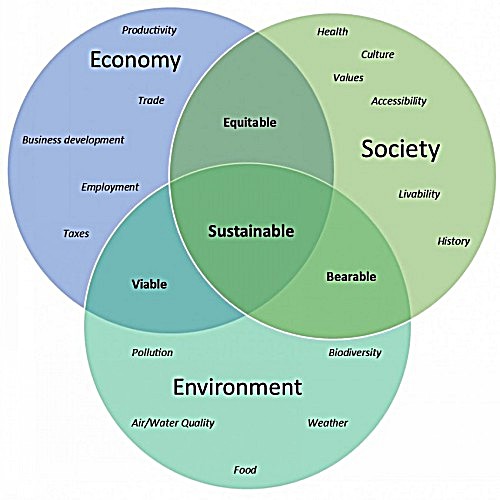 Productivity
Health
Economy
Culture
Values
Trade
Accessibility
Equitable
Business development
Society
Employment
Livability
Taxes
Sustainable
History
Viable
Bearable
Pollution
Biodiversity
Environment
Air/Water Quality
Weather
Food